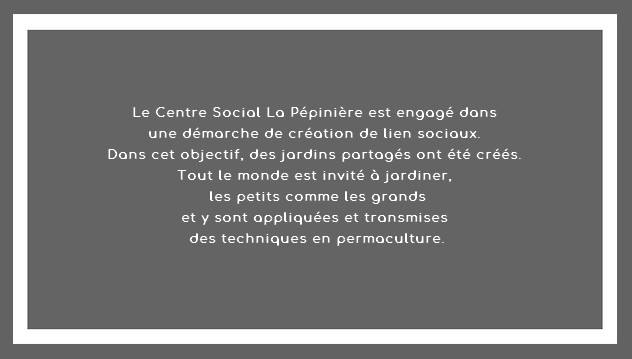 Le Centre Social La Pépinière est engagé dans
une démarche de création de lien sociaux.
Dans cet objectif, des jardins partagés ont été créés.
Tout le monde est invité à jardiner,
les petits comme les grands
et y sont appliquées et transmises
des techniques en permaculture.